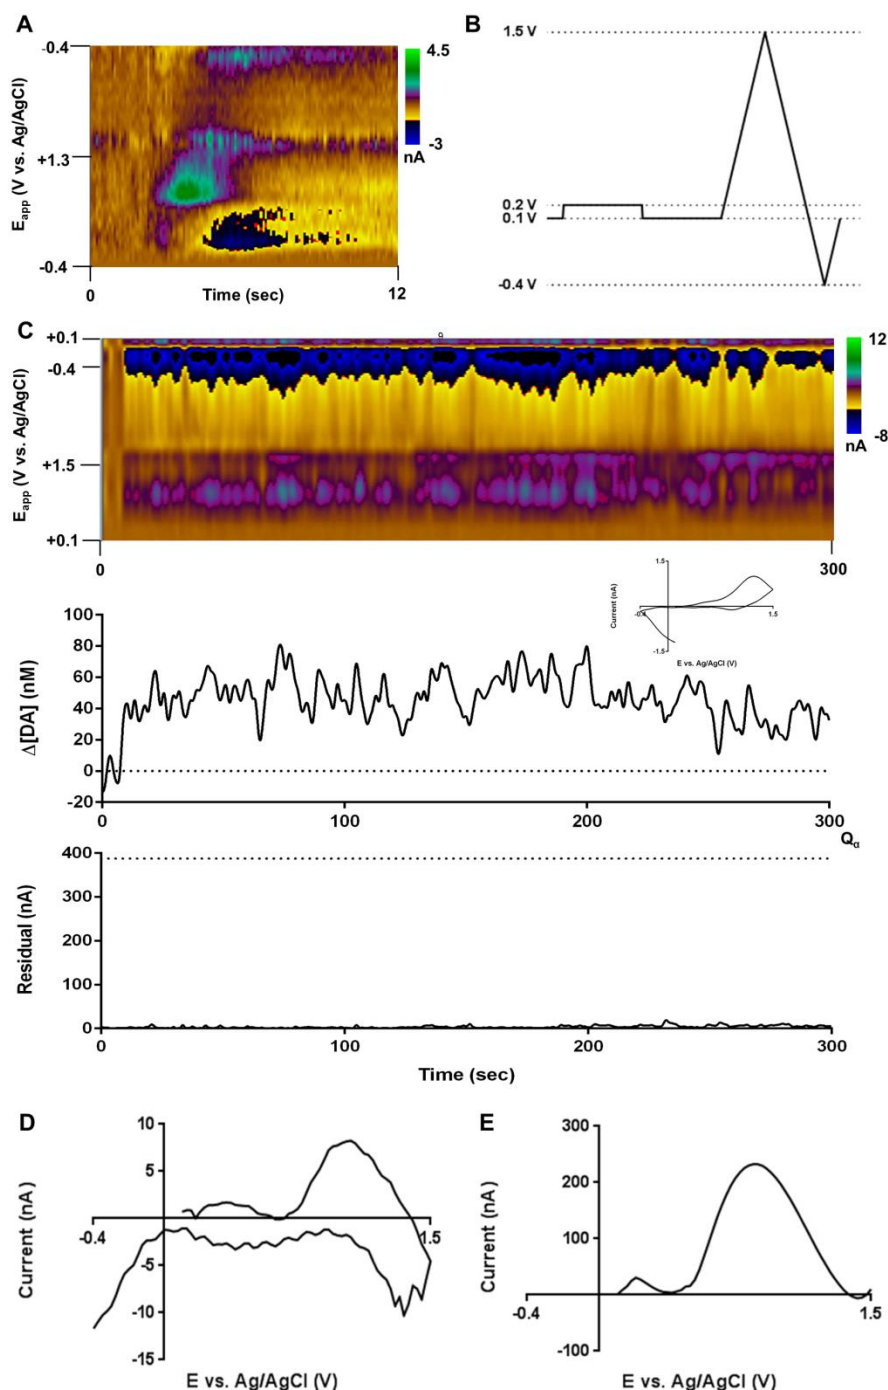 A
-0.4
+1.3
-0.4
E_app (V vs. Ag/AgCl)
0
Time (sec)
12
4.5
-3
nA
B
1.5 V
0.2 V
0.1 V
-0.4 V
C
+0.1
-0.4
+1.5
+0.1
E_app (V vs. Ag/AgCl)
0
300
12
-8
nA
1.5
-0.4
1.5
-1.5
Current (nA)
E vs. Ag/AgCl (V)
100
80
60
40
20
0
-20
Δ[DA] (nM)
0
100
200
300
Qα
400
300
200
100
0
Residual (nA)
0
100
200
300
Time (sec)
D
10
5
-5
-10
-15
-0.4
1.5
Current (nA)
E vs. Ag/AgCl (V)
E
300
200
100
-100
-0.4
1.5
Current (nA)
E vs. Ag/AgCl (V)